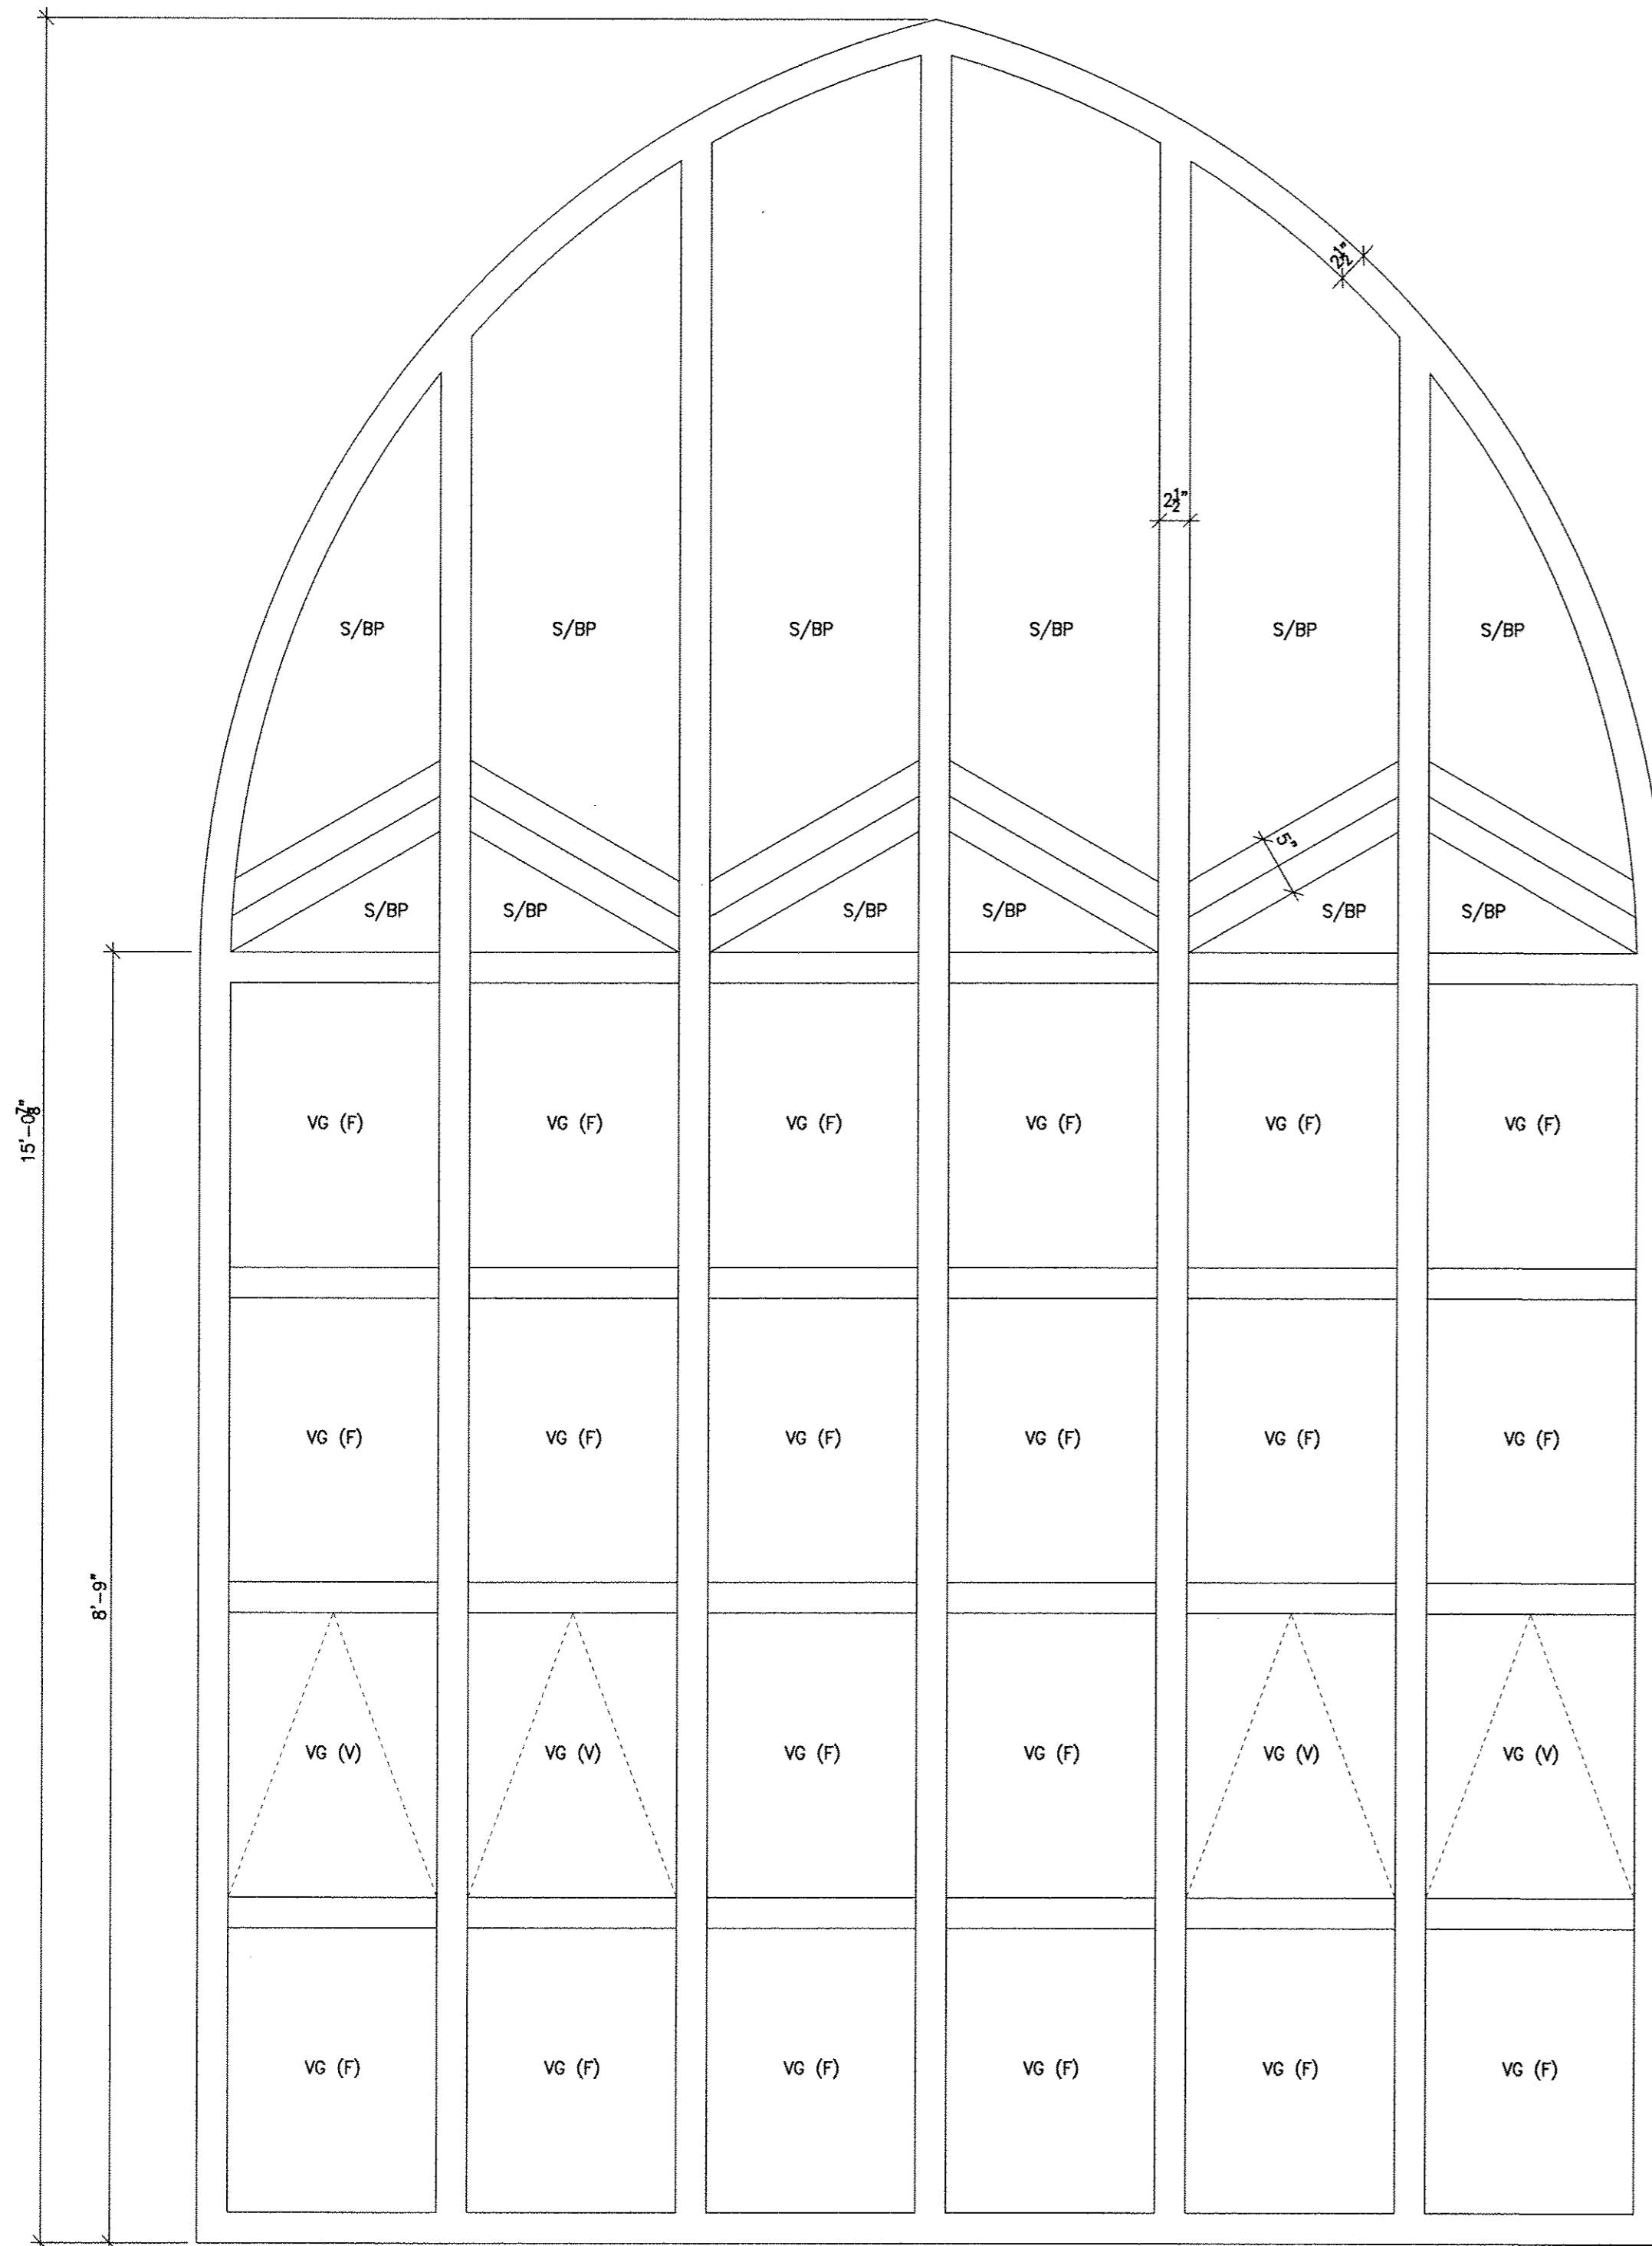 2½"
2½"
S/BP S/BP S/BP S/BP S/BP S/BP
5"
S/BP S/BP S/BP S/BP S/BP S/BP
15'-0⅞"
VG (F) VG (F) VG (F) VG (F) VG (F) VG (F)
VG (F) VG (F) VG (F) VG (F) VG (F) VG (F)
8'-9"
VG (V) VG (V) VG (F) VG (F) VG (V) VG (V)
VG (F) VG (F) VG (F) VG (F) VG (F) VG (F)